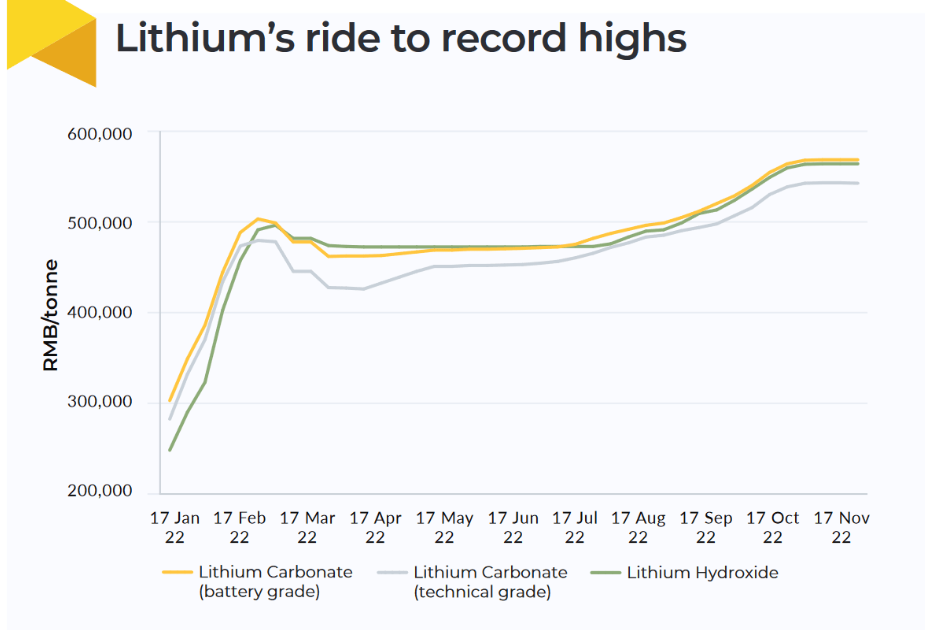 Lithium’s ride to record highs
600,000
500,000
400,000
300,000
200,000
RMB/tonne
17 Jan 17 Feb 17 Mar 17 Apr 17 May 17 Jun 17 Jul 17 Aug 17 Sep 17 Oct 17 Nov
22 22 22 22 22 22 22 22 22 22 22
Lithium Carbonate Lithium Carbonate Lithium Hydroxide
(battery grade) (technical grade)